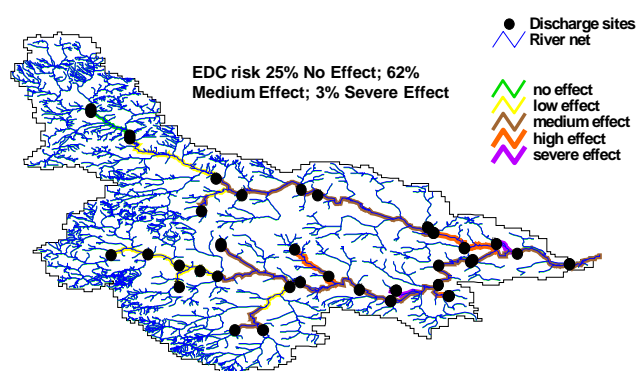 Discharge sites
River net
EDC risk 25% No Effect; 62%
Medium Effect; 3% Severe Effect
no effect
low effect
medium effect
high effect
severe effect